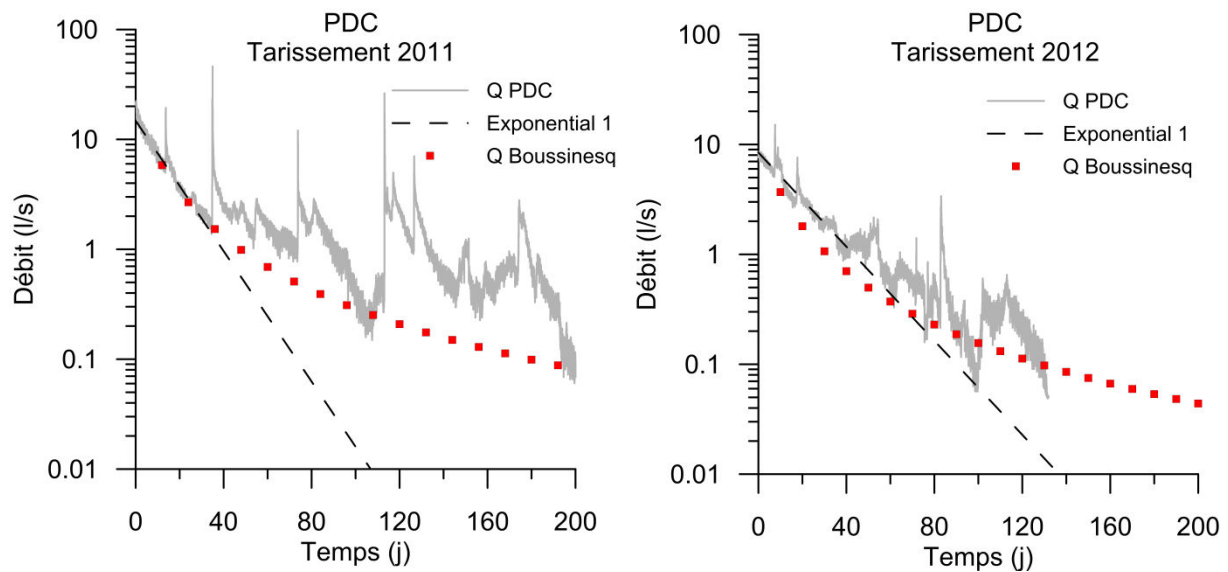 PDC
Tarissement 2011
Q PDC
Exponential 1
Q Boussinesq
100
10
1
0.1
0.01
Débit (l/s)
0
40
80
120
160
200
Temps (j)
PDC
Tarissement 2012
Q PDC
Exponential 1
Q Boussinesq
100
10
1
0.1
0.01
Débit (l/s)
0
40
80
120
160
200
Temps (j)